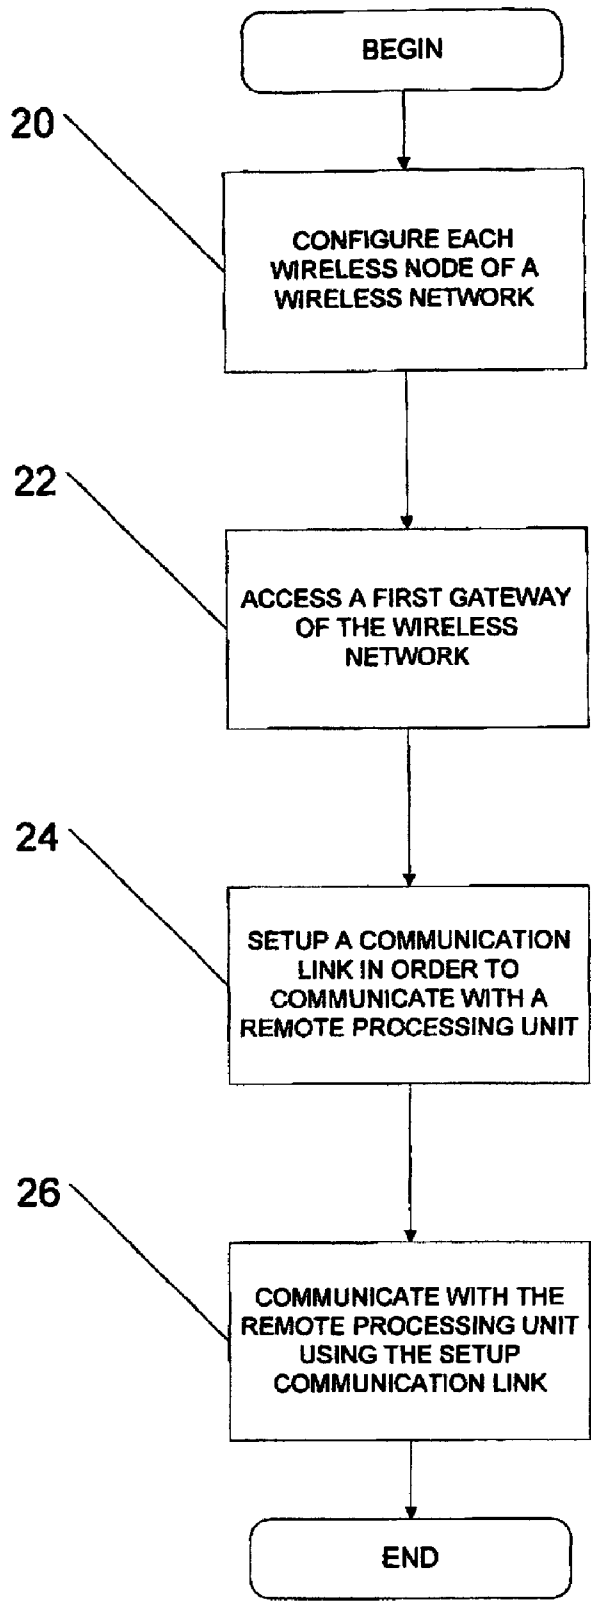 BEGIN
20
CONFIGURE EACH
WIRELESS NODE OF A
WIRELESS NETWORK
22
ACCESS A FIRST GATEWAY
OF THE WIRELESS
NETWORK
24
SETUP A COMMUNICATION
LINK IN ORDER TO
COMMUNICATE WITH A
REMOTE PROCESSING UNIT
26
COMMUNICATE WITH THE
REMOTE PROCESSING UNIT
USING THE SETUP
COMMUNICATION LINK
END